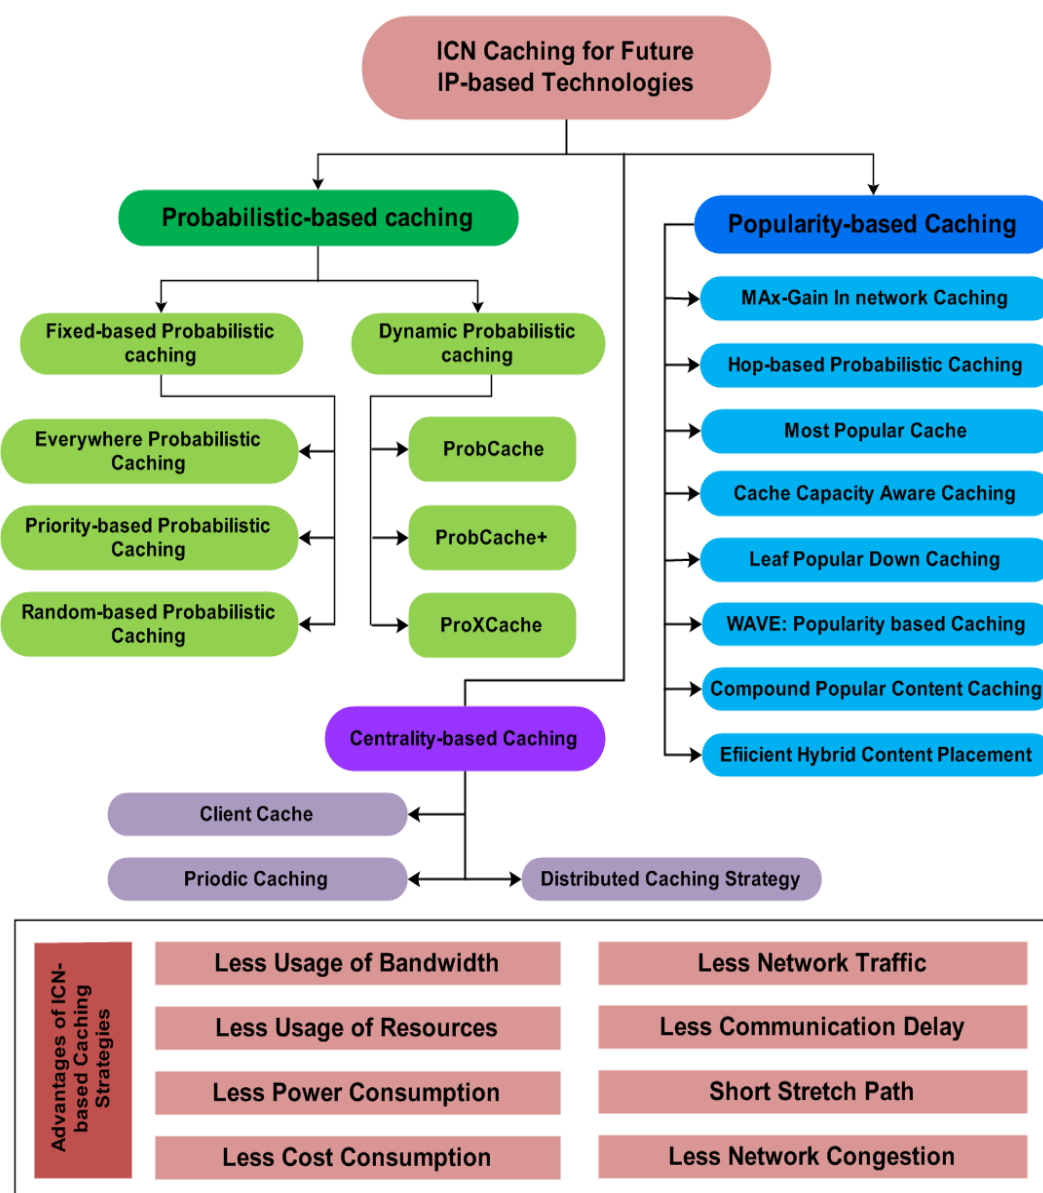 ICN Caching for Future
IP-based Technologies
Probabilistic-based caching
Popularity-based Caching
Fixed-based Probabilistic
caching
Dynamic Probabilistic
caching
Everywhere Probabilistic
Caching
Priority-based Probabilistic
Caching
Random-based Probabilistic
Caching
ProbCache
ProbCache+
ProXCache
MAx-Gain In network Caching
Hop-based Probabilistic Caching
Most Popular Cache
Cache Capacity Aware Caching
Leaf Popular Down Caching
WAVE: Popularity based Caching
Compound Popular Content Caching
Efiicient Hybrid Content Placement
Centrality-based Caching
Client Cache
Priodic Caching
Distributed Caching Strategy
Advantages of ICN-
based Caching
Strategies
Less Usage of Bandwidth
Less Network Traffic
Less Usage of Resources
Less Communication Delay
Less Power Consumption
Short Stretch Path
Less Cost Consumption
Less Network Congestion